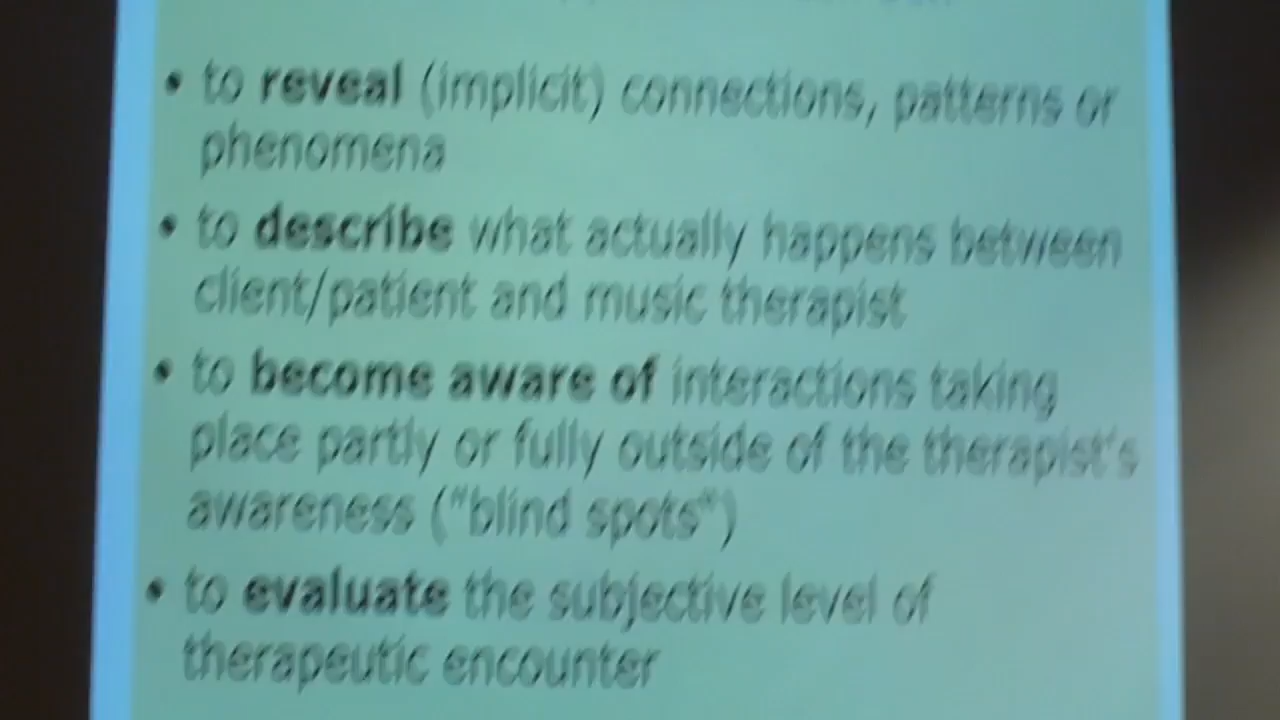 • to reveal (implicit) connections, patterns or
phenomena
• to describe what actually happens between
client/patient and music therapist
• to become aware of interactions taking
place partly or fully outside of the therapist's
awareness ("blind spots")
• to evaluate the subjective level of
therapeutic encounter